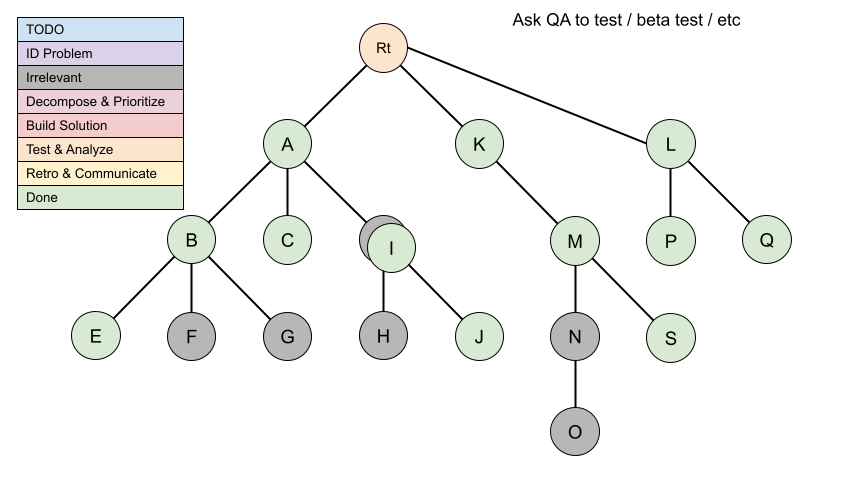 Ask QA to test / beta test / etc
TODO
ID Problem
Irrelevant
Decompose & Prioritize
Build Solution
Test & Analyze
Retro & Communicate
Done
Rt
A
K
L
B
C
I
M
P
Q
E
F
G
H
J
N
S
O